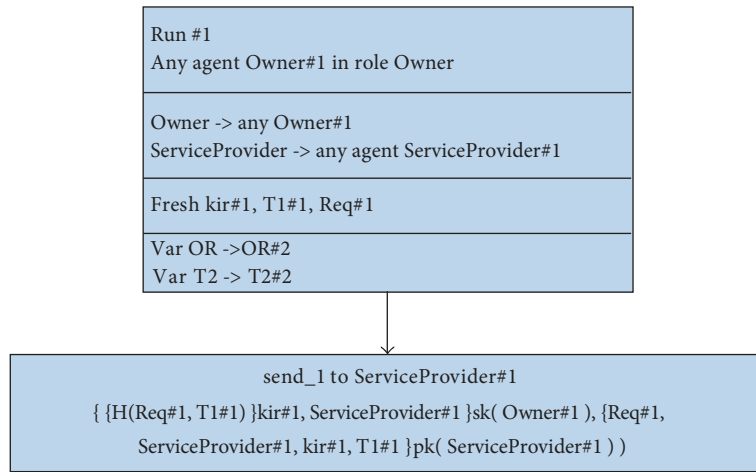 Run #1
Any agent Owner#1 in role Owner
Owner -> any Owner#1
ServiceProvider -> any agent ServiceProvider#1
Fresh kir#1, T1#1, Req#1
Var OR ->OR#2
Var T2 -> T2#2
send_1 to ServiceProvider#1
{ {H(Req#1, T1#1) }kir#1, ServiceProvider#1 }sk( Owner#1 ), {Req#1,
ServiceProvider#1, kir#1, T1#1 }pk( ServiceProvider#1 ) )